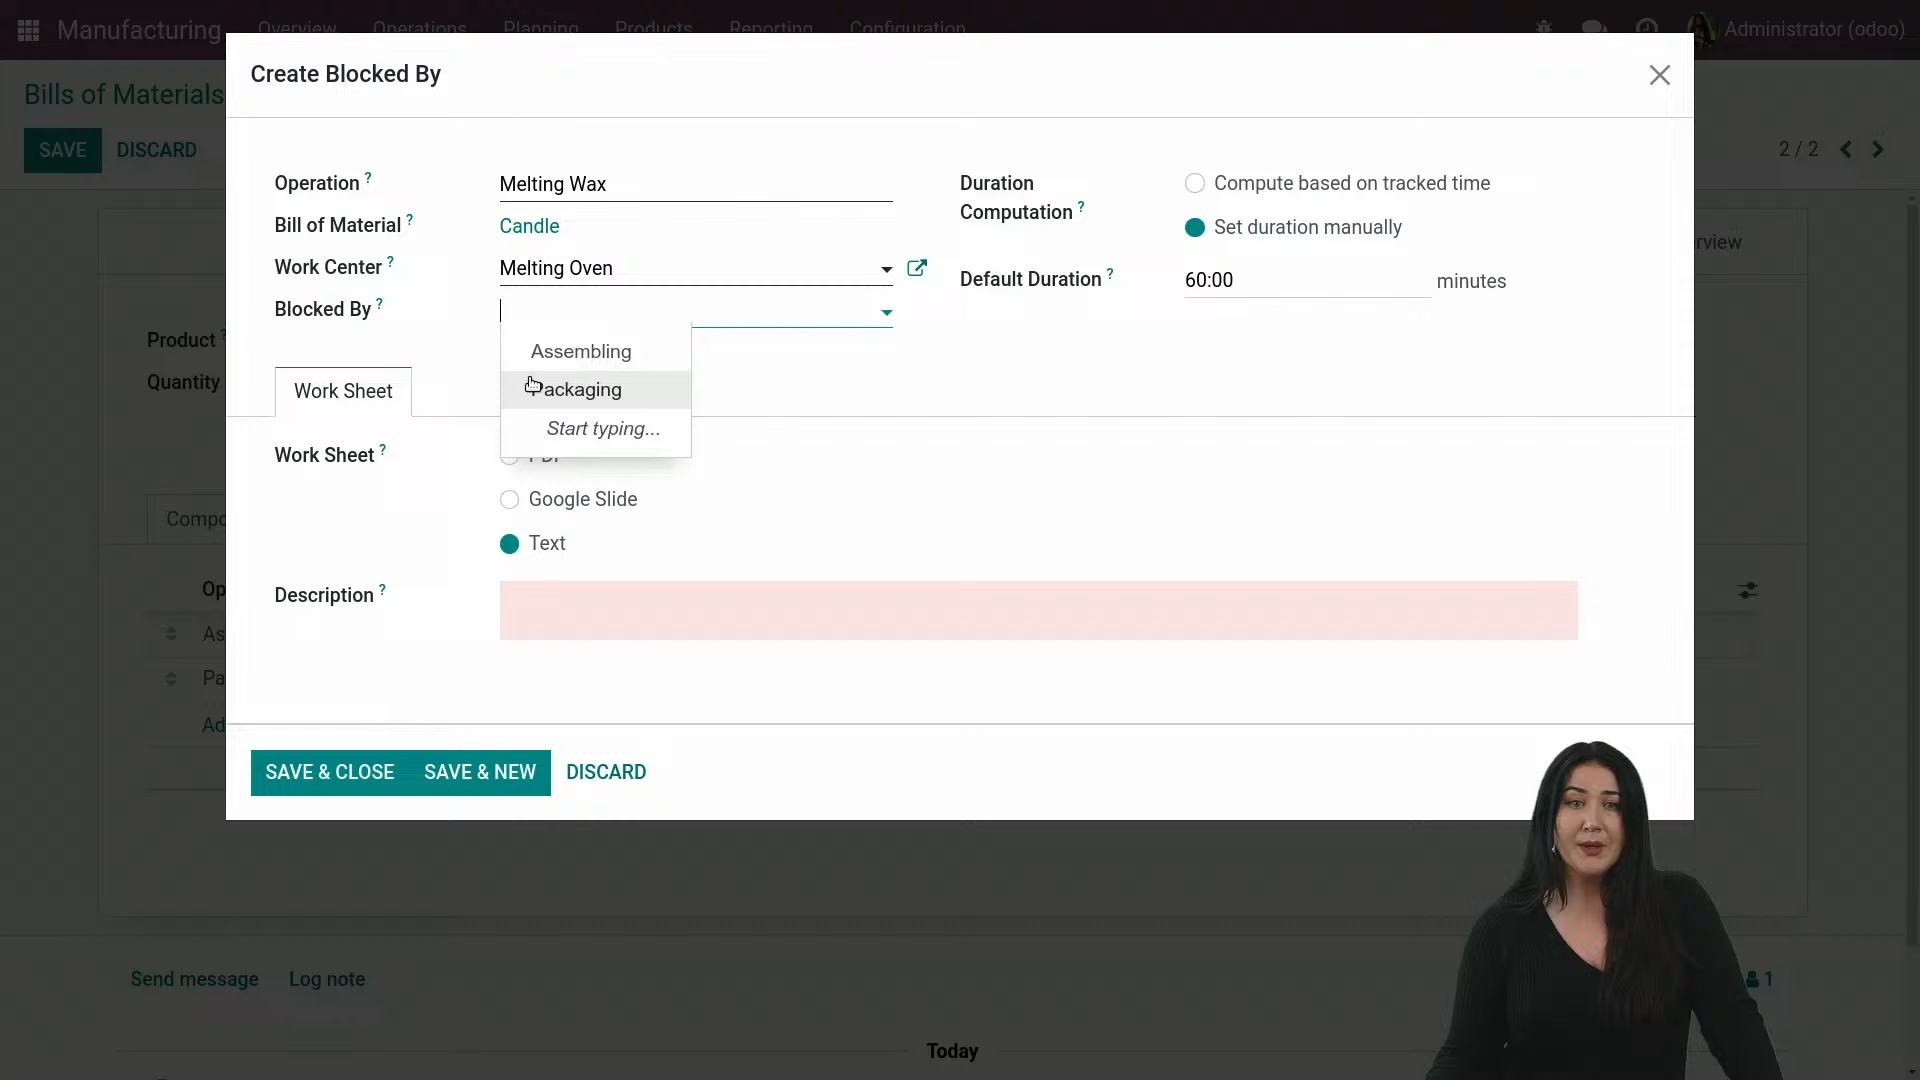 Manufacturing Overview Operations Planning Products Reporting Configuration Administrator (odoo)
Bills of Materials
SAVE DISCARD
2 / 2
Create Blocked By
Operation ? Melting Wax
Bill of Material ? Candle
Work Center ? Melting Oven
Blocked By ?
Assembling
Packaging
Start typing...
Duration Computation ?
Compute based on tracked time
Set duration manually
Default Duration ? 60:00 minutes
Product
Quantity
Work Sheet
Work Sheet ?
PDF
Google Slide
Text
Description ?
SAVE & CLOSE SAVE & NEW DISCARD
Send message Log note
1
Today